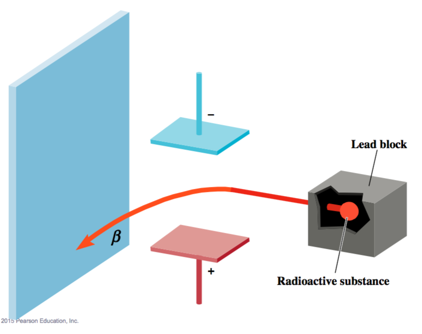 −
Lead block
β
+
Radioactive substance
2015 Pearson Education, Inc.